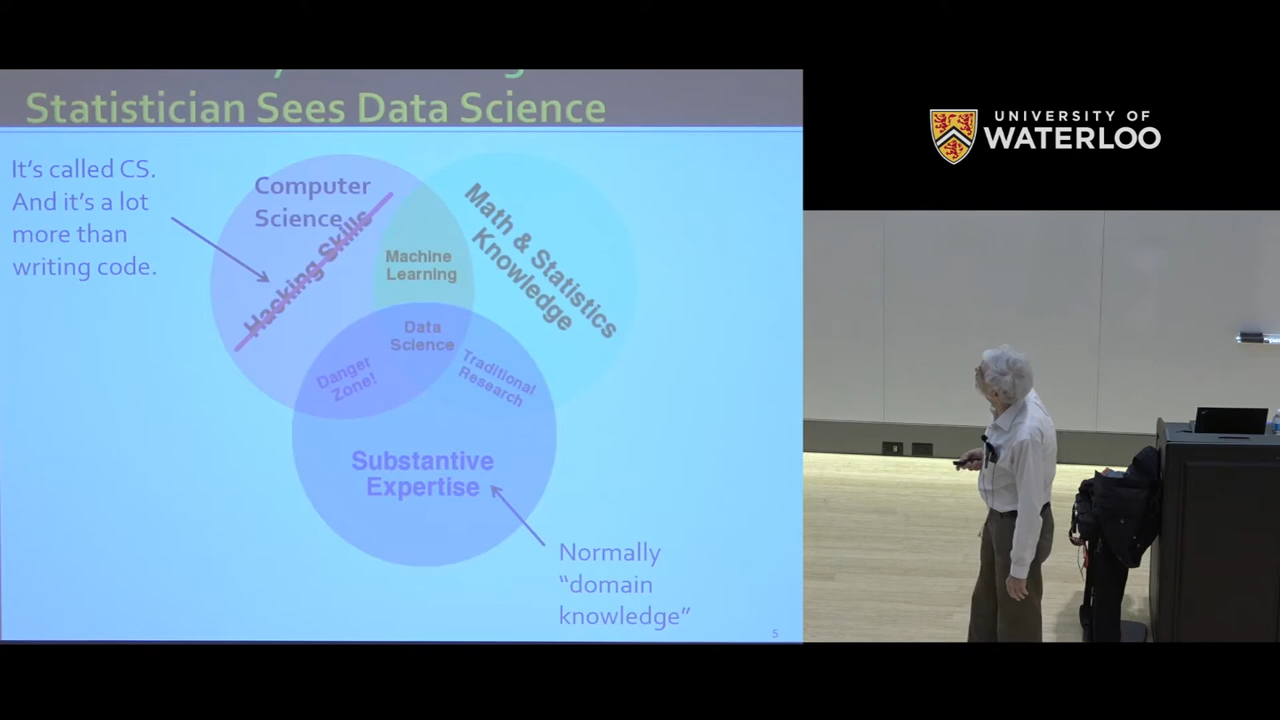 Statistician Sees Data Science
It's called CS.
And it's a lot
more than
writing code.
Computer
Science
Hacking Skills
Math & Statistics
Knowledge
Machine
Learning
Data
Science
Danger
Zone!
Traditional
Research
Substantive
Expertise
Normally
“domain
knowledge”
5
UNIVERSITY OF
WATERLOO